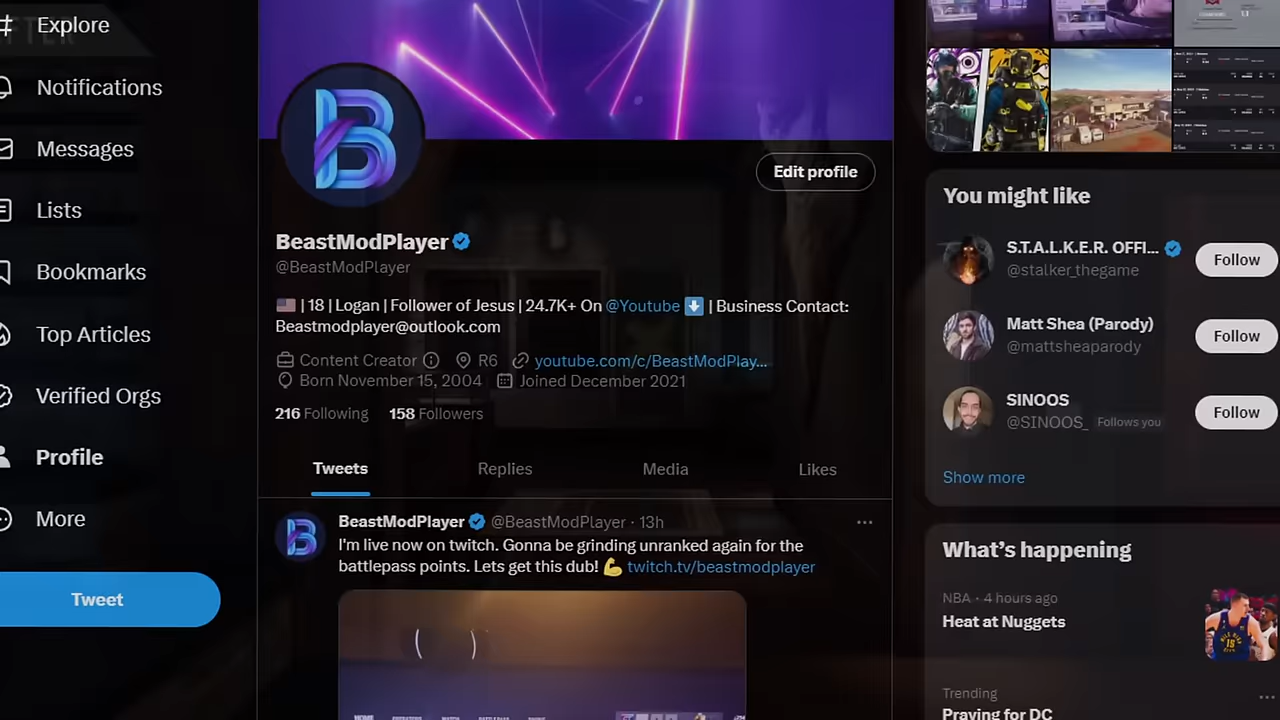 Explore
Notifications
Messages
Lists
Bookmarks
Top Articles
Verified Orgs
Profile
More
Tweet
Edit profile
BeastModPlayer
@BeastModPlayer
🇺🇸 | 18 | Logan | Follower of Jesus | 24.7K+ On @Youtube ⬇️ | Business Contact:
Beastmodplayer@outlook.com
Content Creator R6 youtube.com/c/BeastModPlay...
Born November 15, 2004 Joined December 2021
216 Following 158 Followers
Tweets Replies Media Likes
BeastModPlayer @BeastModPlayer · 13h
I'm live now on twitch. Gonna be grinding unranked again for the
battlepass points. Lets get this dub! 💪 twitch.tv/beastmodplayer
You might like
S.T.A.L.K.E.R. OFFI...
@stalker_thegame
Follow
Matt Shea (Parody)
@mattsheaparody
Follow
SINOOS
@SINOOS_ Follows you
Follow
Show more
What's happening
NBA · 4 hours ago
Heat at Nuggets
Trending
Praying for DC